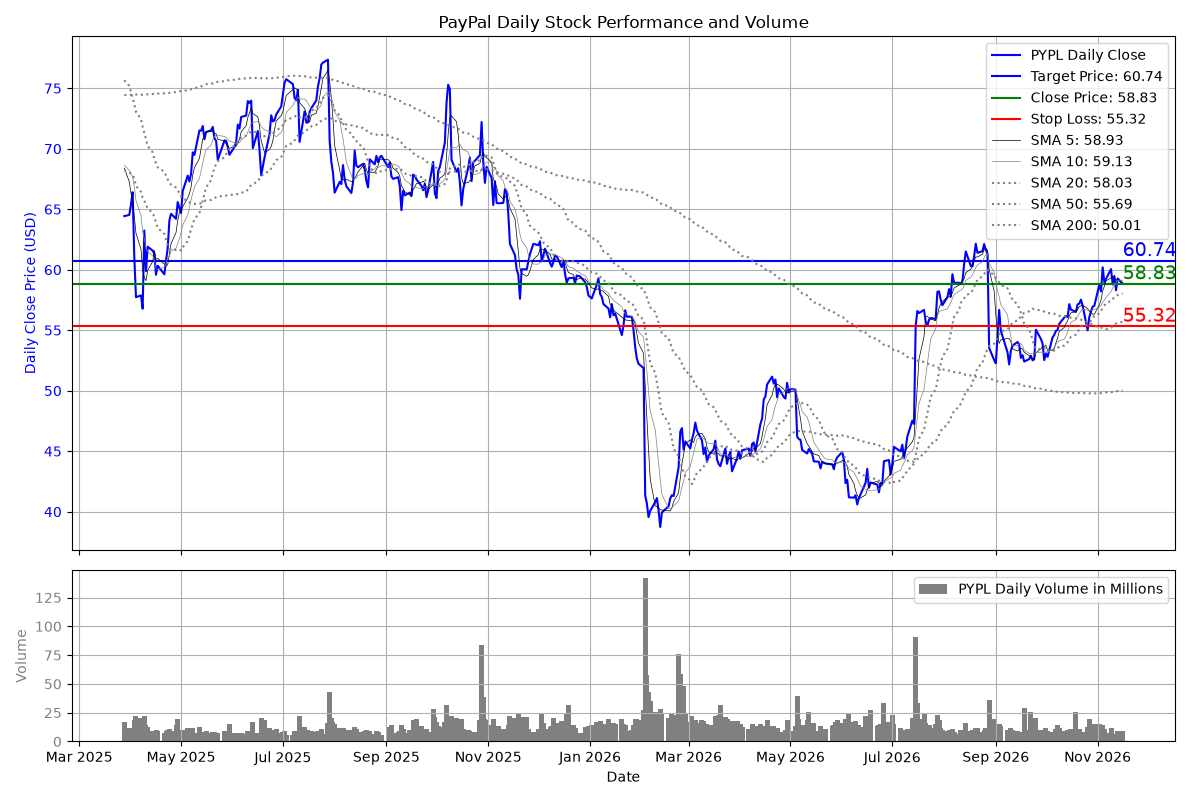 PayPal Daily Stock Performance and Volume
Daily Close Price (USD)
75
70
65
60
55
50
45
40
PYPL Daily Close
Target Price: 60.74
Close Price: 58.83
Stop Loss: 55.32
SMA 5: 58.93
SMA 10: 59.13
SMA 20: 58.03
SMA 50: 55.69
SMA 200: 50.01
60.74
58.83
55.32
Volume
125
100
75
50
25
0
PYPL Daily Volume in Millions
Mar 2025 May 2025 Jul 2025 Sep 2025 Nov 2025 Jan 2026 Mar 2026 May 2026 Jul 2026 Sep 2026 Nov 2026
Date